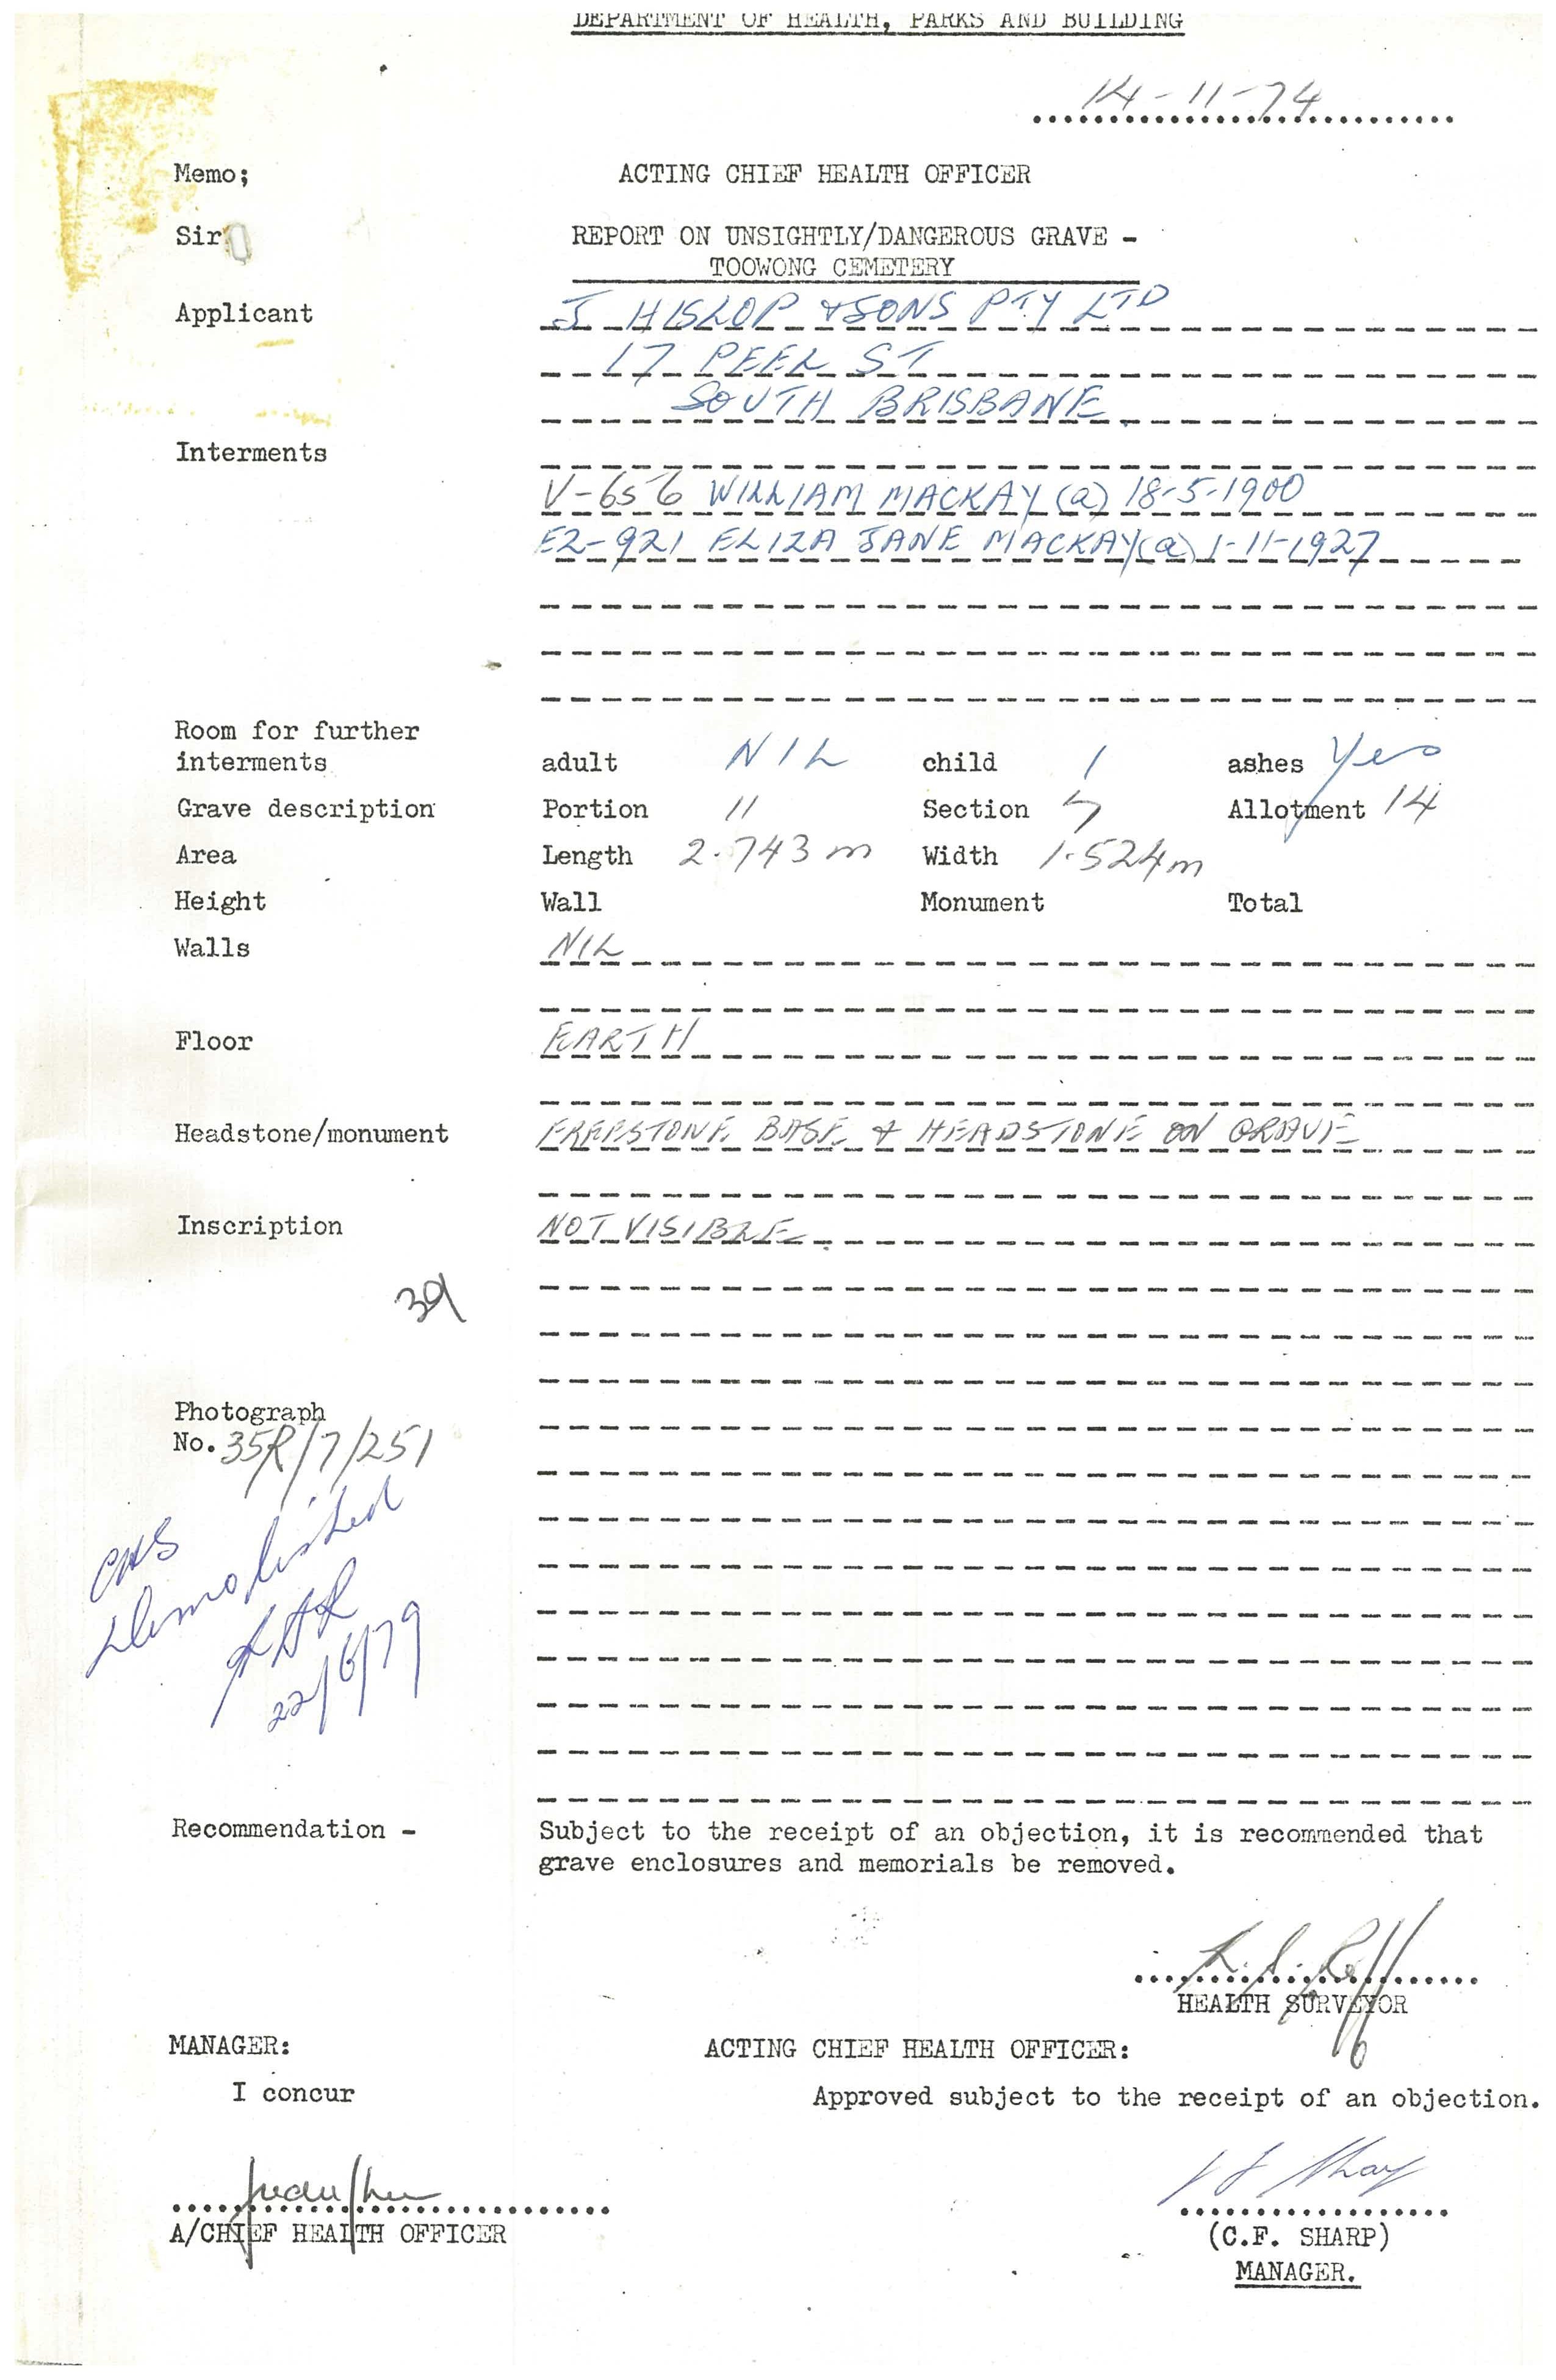 DEPARTMENT OF HEALTH, PARKS AND BUILDING
14-11-74
Memo; ACTING CHIEF HEALTH OFFICER
Sir REPORT ON UNSIGHTLY/DANGEROUS GRAVE -
TOOWONG CEMETERY
Applicant J HISLOP & SONS PTY LTD
17 PEEL ST
SOUTH BRISBANE
Interments
V-656 WILLIAM MACKAY (a) 18-5-1900
E2-921 ELIZA JANE MACKAY (a) 1-11-1927
Room for further
interments adult NIL child 1 ashes Yes
Grave description Portion 11 Section 7 Allotment 14
Area Length 2.743 m Width 1.524 m
Height Wall Monument Total
Walls NIL
Floor EARTH
Headstone/monument FREESTONE BASE & HEADSTONE ON GRAVE
Inscription NOT VISIBLE
39
Photograph
No. 35R/7/251
Demolished
22/6/79
Recommendation - Subject to the receipt of an objection, it is recommended that
grave enclosures and memorials be removed.
HEALTH SURVEYOR
MANAGER: ACTING CHIEF HEALTH OFFICER:
I concur Approved subject to the receipt of an objection.
A/CHIEF HEALTH OFFICER (C.F. SHARP)
MANAGER.